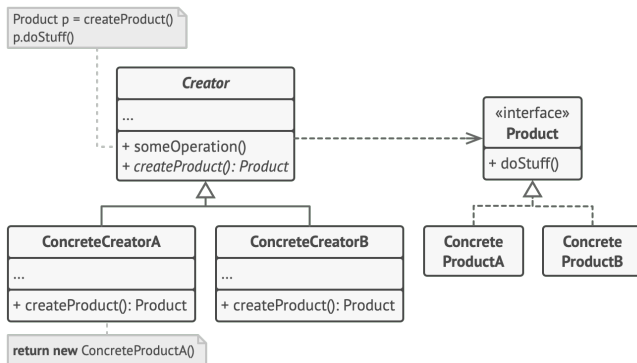 Product p = createProduct()
p.doStuff()
Creator
...
+ someOperation()
+ createProduct(): Product
«interface»
Product
+ doStuff()
ConcreteCreatorA
...
+ createProduct(): Product
ConcreteCreatorB
...
+ createProduct(): Product
Concrete
ProductA
Concrete
ProductB
return new ConcreteProductA()